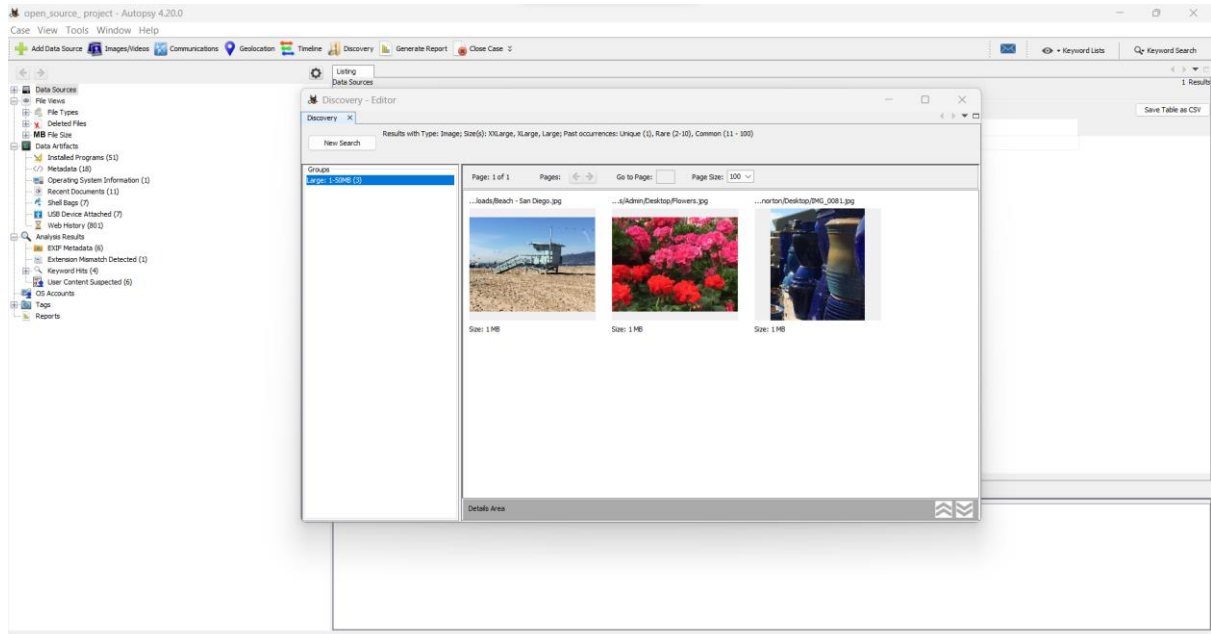 open_source_ project - Autopsy 4.20.0
Case View Tools Window Help
Add Data Source Images/Videos Communications Geolocation Timeline Discovery Generate Report Close Case Keyword Lists Keyword Search
Listing
Data Sources
1 Results
Save Table as CSV
Data Sources
File Views
File Types
Deleted Files
MB File Size
Data Artifacts
Installed Programs (51)
Metadata (18)
Operating System Information (1)
Recent Documents (11)
Shell Bags (7)
USB Device Attached (7)
Web History (801)
Analysis Results
EXIF Metadata (6)
Extension Mismatch Detected (1)
Keyword Hits (4)
User Content Suspected (6)
OS Accounts
Tags
Reports
Discovery - Editor
Discovery
Results with Type: Image; Size(s): XXLarge, XLarge, Large; Past occurrences: Unique (1), Rare (2-10), Common (11 - 100)
New Search
Groups
Large: 1-50MB (3)
Page: 1 of 1 Pages: Go to Page: Page Size: 100
...loads/Beach - San Diego.jpg ...s/Admin/Desktop/Flowers.jpg ...norton/Desktop/IMG_0081.jpg
Size: 1 MB Size: 1 MB Size: 1 MB
Details Area